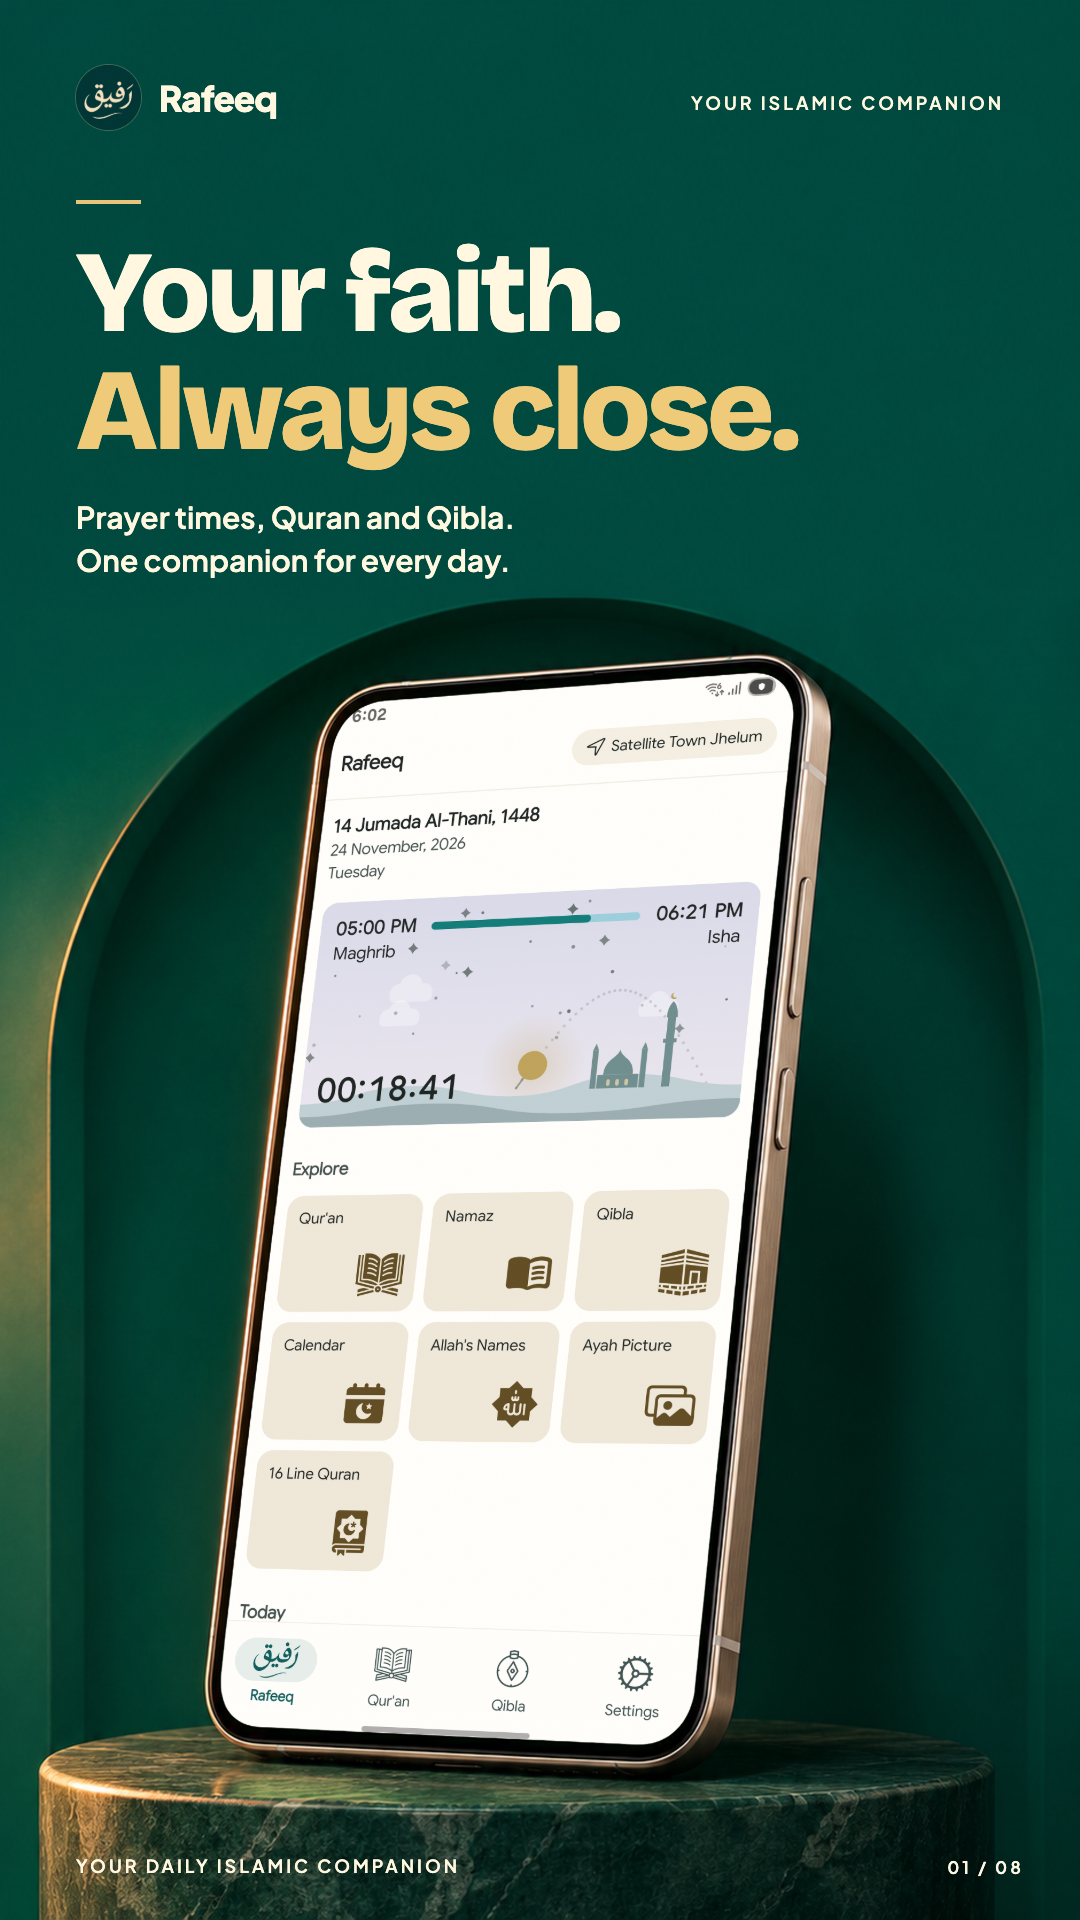 رَفيق
Rafeeq
YOUR ISLAMIC COMPANION
Your faith.
Always close.
Prayer times, Quran and Qibla.
One companion for every day.
6:02
Rafeeq
Satellite Town Jhelum
14 Jumada Al-Thani, 1448
24 November, 2026
Tuesday
05:00 PM
06:21 PM
Maghrib
Isha
00:18:41
Explore
Qur'an
Namaz
Qibla
Calendar
Allah's Names
Ayah Picture
الله
16 Line Quran
Today
رَفيق
Rafeeq
Qur'an
Qibla
Settings
YOUR DAILY ISLAMIC COMPANION
01 / 08